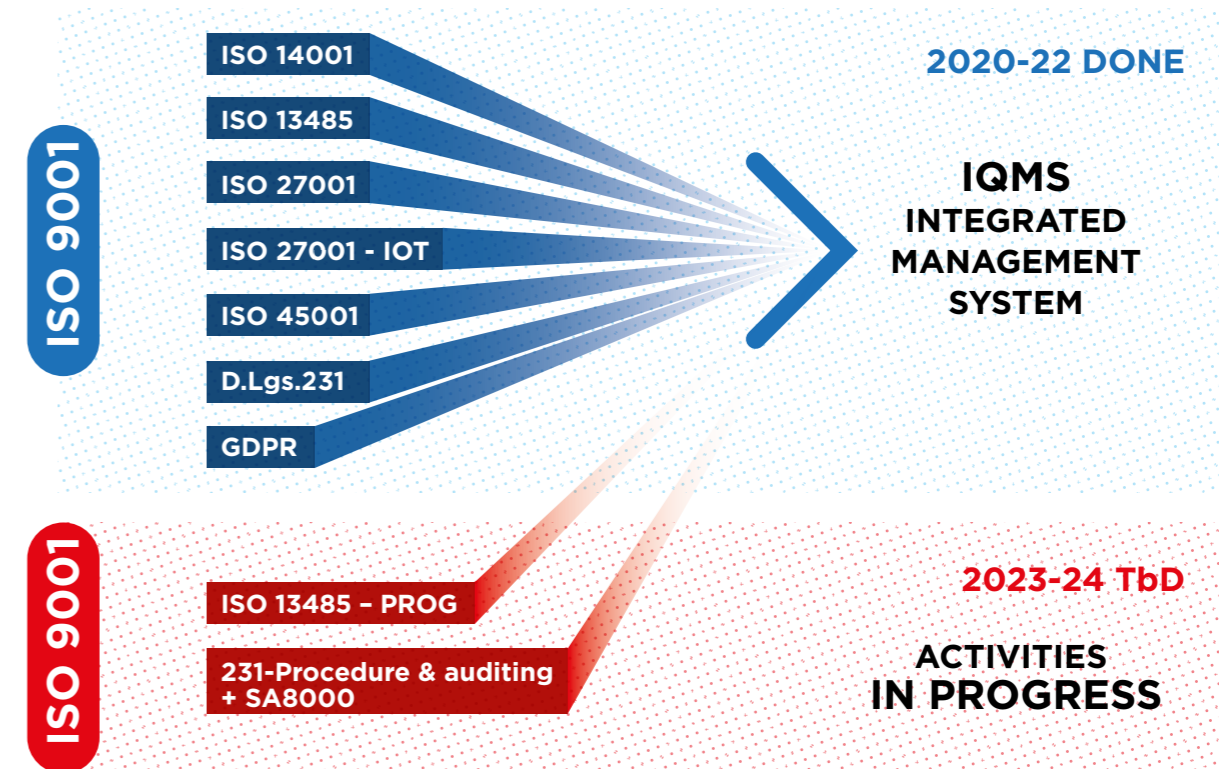 ISO 9001
ISO 14001
ISO 13485
ISO 27001
ISO 27001 - IOT
ISO 45001
D.Lgs.231
GDPR
2020-22 DONE
IQMS
INTEGRATED
MANAGEMENT
SYSTEM
ISO 9001
ISO 13485 – PROG
231-Procedure & auditing
+ SA8000
2023-24 TbD
ACTIVITIES
IN PROGRESS